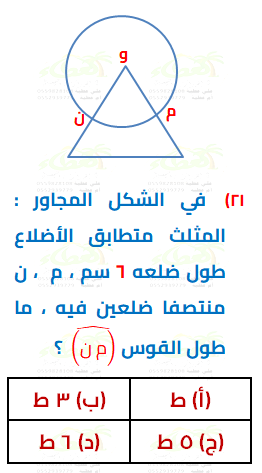 و
م
ن
٢١) في الشكل المجاور :
المثلث متطابق الأضلاع
طول ضلعه ٦ سم ، م ، ن
منتصفا ضلعين فيه ، ما
طول القوس (م ن) ؟
(أ) ط
(ب) ٣ ط
(ج) ٥ ط
(د) ٦ ط